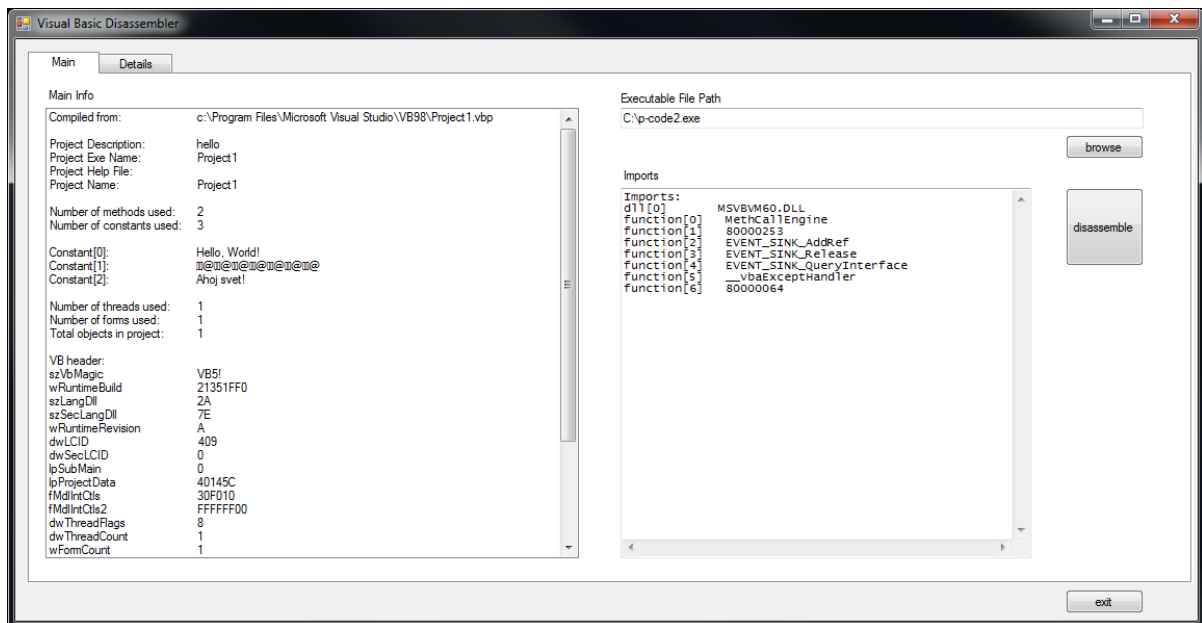 Visual Basic Disassembler
Main Details
Main Info
Compiled from: c:\Program Files\Microsoft Visual Studio\VB98\Project1.vbp
Project Description: hello
Project Exe Name: Project1
Project Help File:
Project Name: Project1
Number of methods used: 2
Number of constants used: 3
Constant[0]: Hello, World!
Constant[1]: @@@@@@@
Constant[2]: Ahoj svet!
Number of threads used: 1
Number of forms used: 1
Total objects in project: 1
VB header:
szVbMagic VB5!
wRuntimeBuild 21351FF0
szLangDll 2A
szSecLangDll 7E
wRuntimeRevision A
dwLCID 409
dwSecLCID 0
lpSubMain 0
lpProjectData 40145C
fMdlIntCtls 30F010
fMdlIntCtls2 FFFFFF00
dwThreadFlags 8
dwThreadCount 1
wFormCount 1
Executable File Path
C:\p-code2.exe
browse
Imports
Imports:
dll[0] MSVBVM60.DLL
function[0] MethCallEngine
function[1] 80000253
function[2] EVENT_SINK_AddRef
function[3] EVENT_SINK_Release
function[4] EVENT_SINK_QueryInterface
function[5] __vbaExceptHandler
function[6] 80000064
disassemble
exit